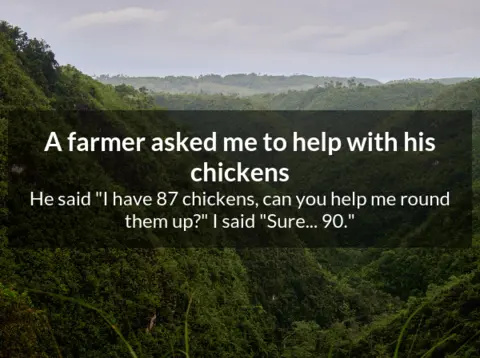 A farmer asked me to help with his
chickens
He said "I have 87 chickens, can you help me round
them up?" I said "Sure... 90."